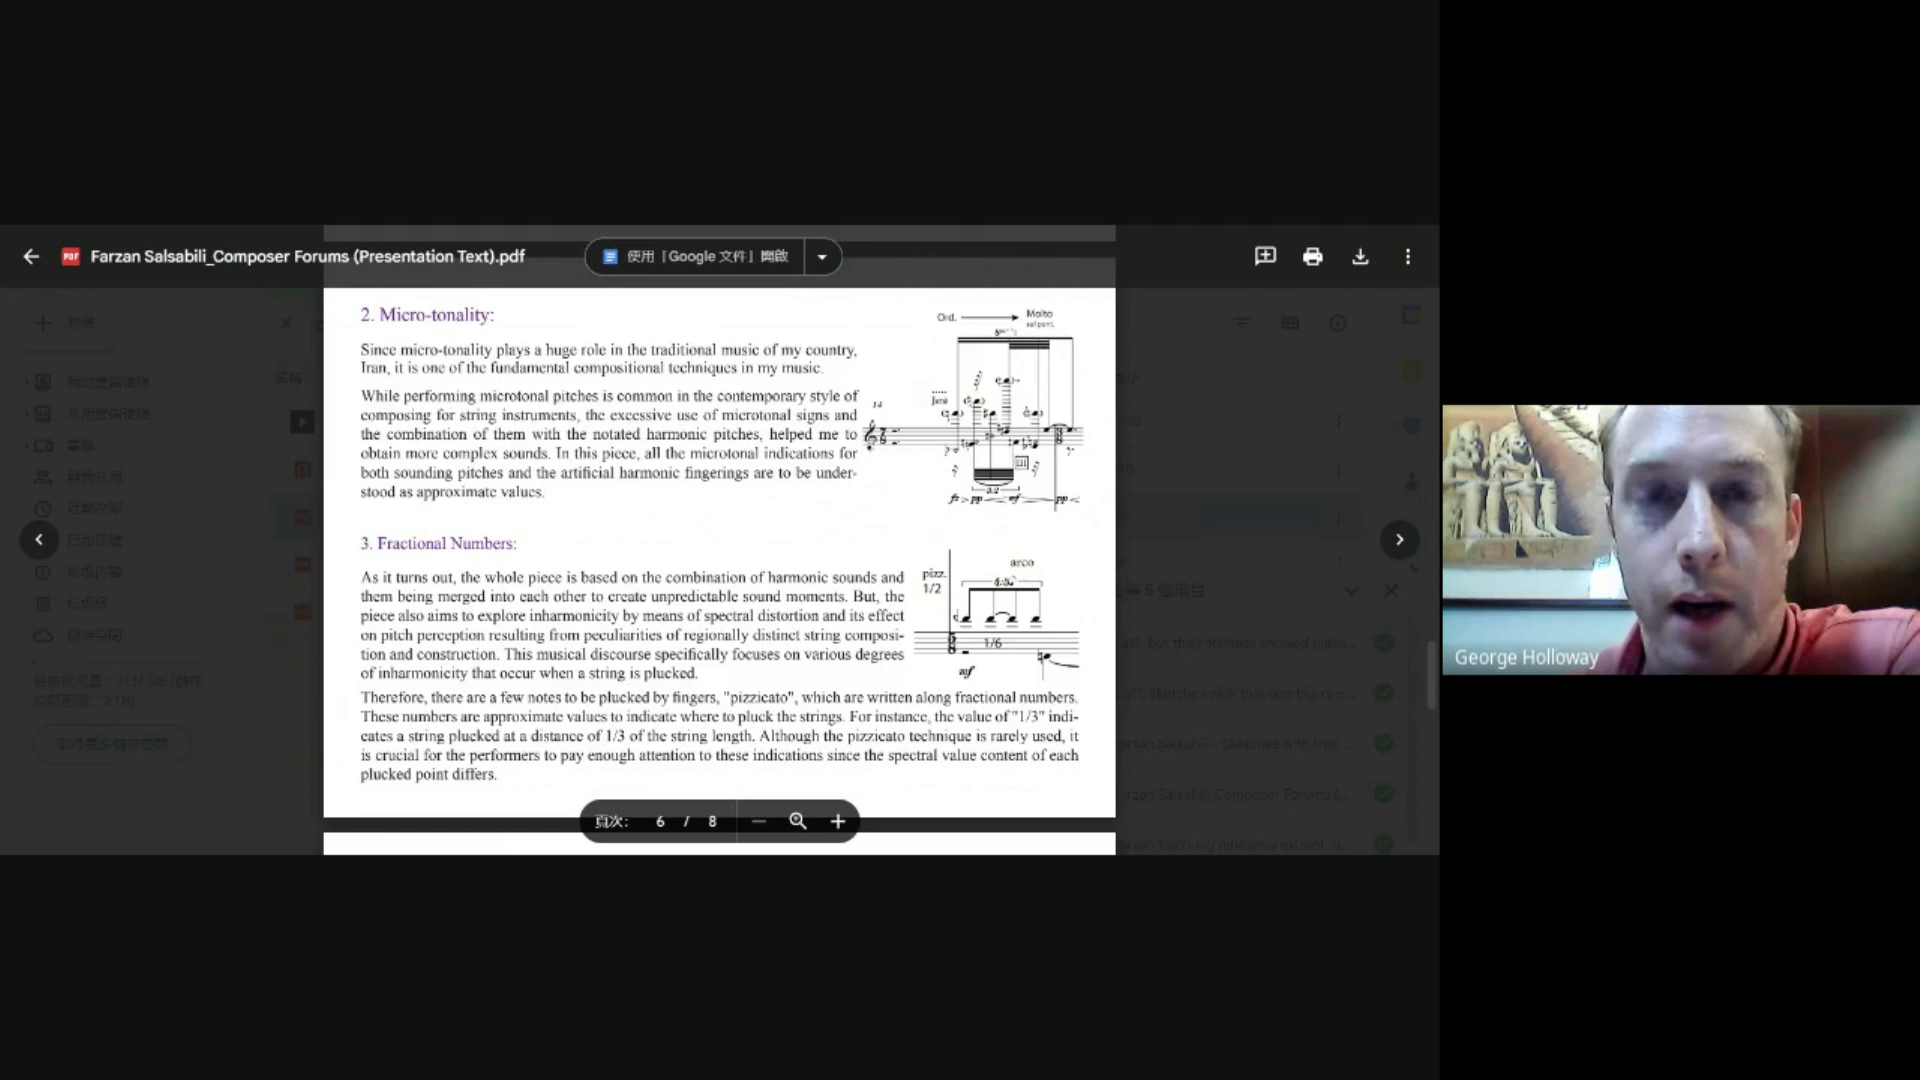 Farzan Salsabili_Composer Forums (Presentation Text).pdf
使用「Google 文件」開啟
2. Micro-tonality:
Since micro-tonality plays a huge role in the traditional music of my country,
Iran, it is one of the fundamental compositional techniques in my music.
While performing microtonal pitches is common in the contemporary style of
composing for string instruments, the excessive use of microtonal signs and
the combination of them with the notated harmonic pitches, helped me to
obtain more complex sounds. In this piece, all the microtonal indications for
both sounding pitches and the artificial harmonic fingerings are to be under-
stood as approximate values.
Ord.
Molto
sul pont.
14
Jeté
III
3:2
fz > pp mf pp <
3. Fractional Numbers:
As it turns out, the whole piece is based on the combination of harmonic sounds and
them being merged into each other to create unpredictable sound moments. But, the
piece also aims to explore inharmonicity by means of spectral distortion and its effect
on pitch perception resulting from peculiarities of regionally distinct string composi-
tion and construction. This musical discourse specifically focuses on various degrees
of inharmonicity that occur when a string is plucked.
pizz.
1/2
arco
1/6
mf
Therefore, there are a few notes to be plucked by fingers, "pizzicato", which are written along fractional numbers.
These numbers are approximate values to indicate where to pluck the strings. For instance, the value of "1/3" indi-
cates a string plucked at a distance of 1/3 of the string length. Although the pizzicato technique is rarely used, it
is crucial for the performers to pay enough attention to these indications since the spectral value content of each
plucked point differs.
頁次: 6 / 8
George Holloway